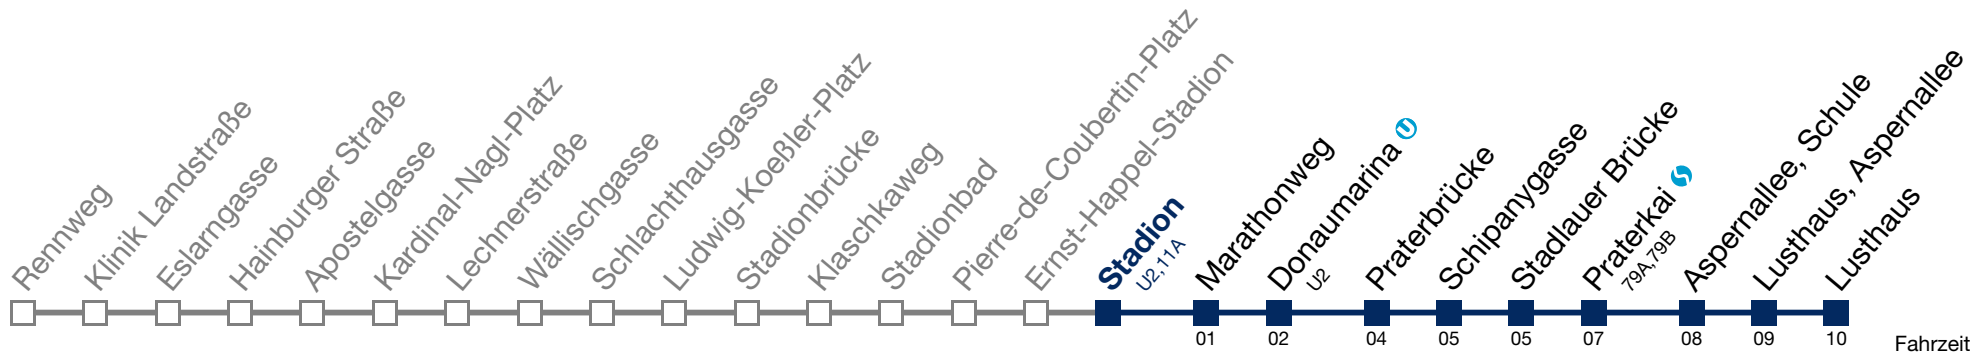 Rennweg
Klinik Landstraße
Eslarngasse
Hainburger Straße
Apostelgasse
Kardinal-Nagl-Platz
Lechnerstraße
Wällischgasse
Schlachthausgasse
Ludwig-Koeßler-Platz
Stadionbrücke
Klaschkaweg
Stadionbad
Pierre-de-Coubertin-Platz
Ernst-Happel-Stadion
Stadion
U2,11A
Marathonweg
Donaumarina U
U2
Praterbrücke
Schipanygasse
Stadlauer Brücke
Praterkai S
79A,79B
Aspernallee, Schule
Lusthaus, Aspernallee
Lusthaus
01 02 04 05 05 07 08 09 10 Fahrzeit